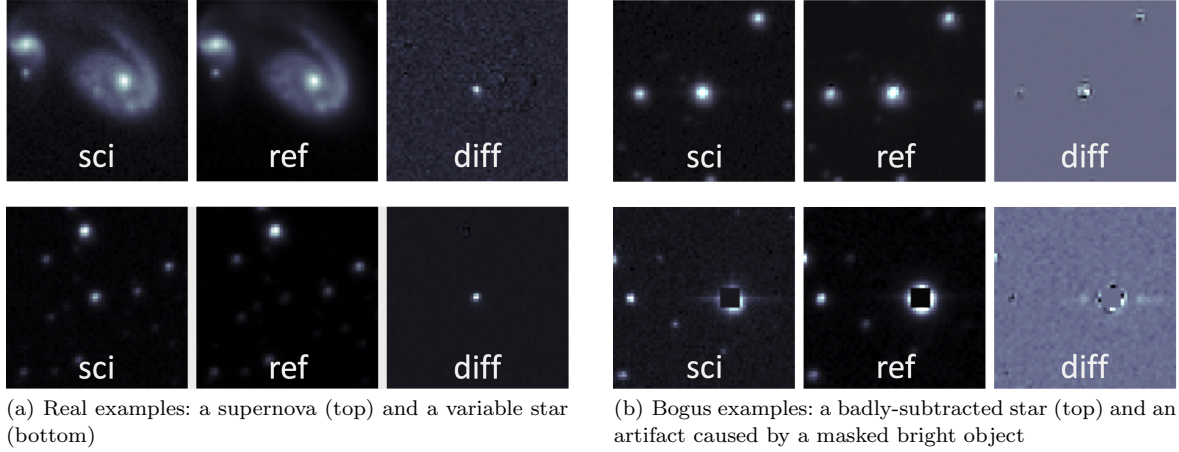 sci ref diff
sci ref diff
(a) Real examples: a supernova (top) and a variable star
(bottom)
sci ref diff
sci ref diff
(b) Bogus examples: a badly-subtracted star (top) and an
artifact caused by a masked bright object